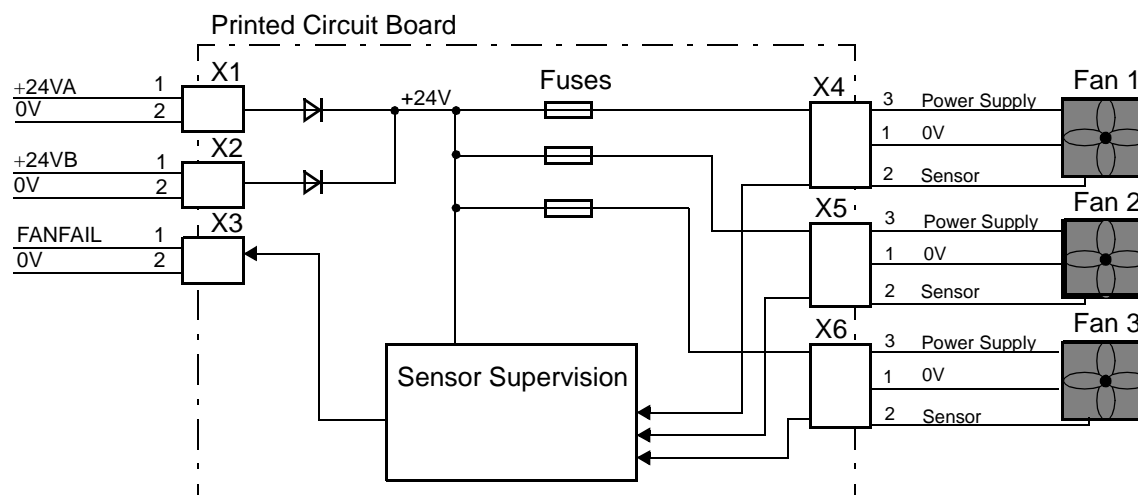 Printed Circuit Board
+24VA 1
0V 2
X1
+24VB 1
0V 2
X2
FANFAIL 1
0V 2
X3
+24V
Fuses
Sensor Supervision
X4
3 Power Supply
1 0V
2 Sensor
Fan 1
X5
3 Power Supply
1 0V
2 Sensor
Fan 2
X6
3 Power Supply
1 0V
2 Sensor
Fan 3